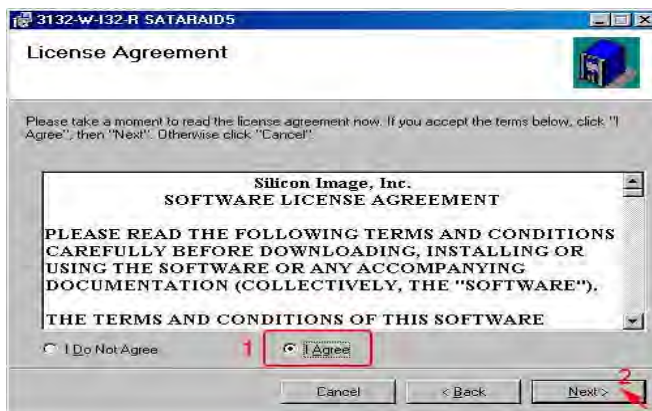 3132-W-I32-R SATARAID5
License Agreement
Please take a moment to read the license agreement now. If you accept the terms below, click "I
Agree", then "Next". Otherwise click "Cancel".
Silicon Image, Inc.
SOFTWARE LICENSE AGREEMENT
PLEASE READ THE FOLLOWING TERMS AND CONDITIONS
CAREFULLY BEFORE DOWNLOADING, INSTALLING OR
USING THE SOFTWARE OR ANY ACCOMPANYING
DOCUMENTATION (COLLECTIVELY, THE "SOFTWARE").
THE TERMS AND CONDITIONS OF THIS SOFTWARE
I Do Not Agree 1 I Agree
2
Cancel < Back Next >